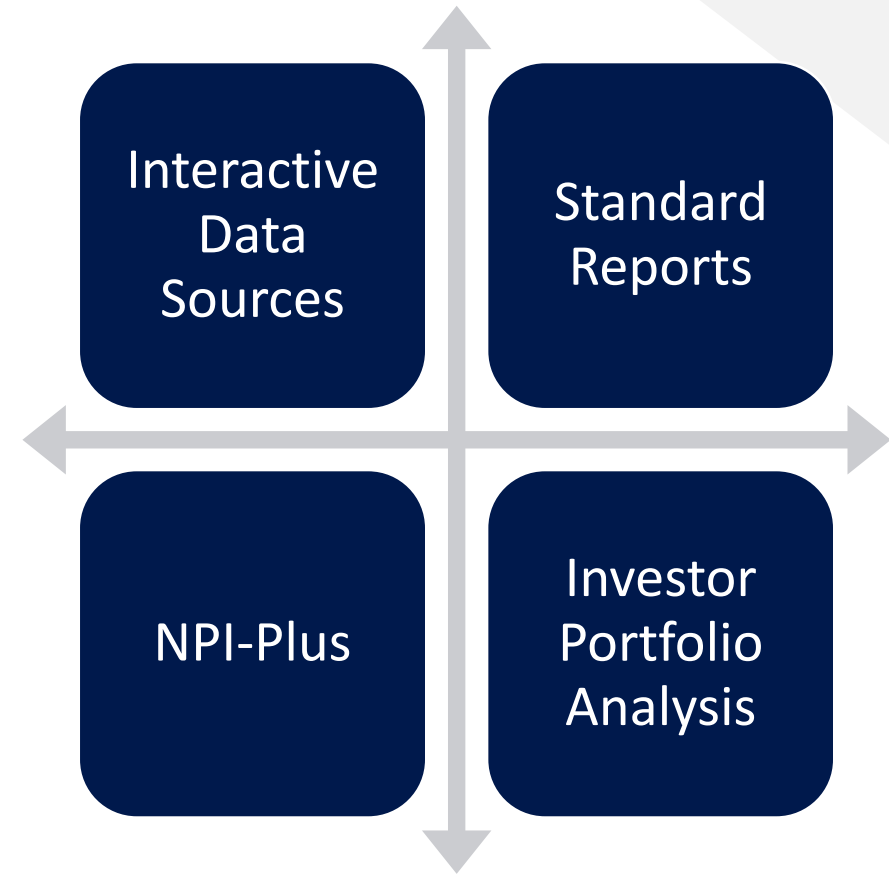 Interactive
Data
Sources
Standard
Reports
NPI-Plus
Investor
Portfolio
Analysis